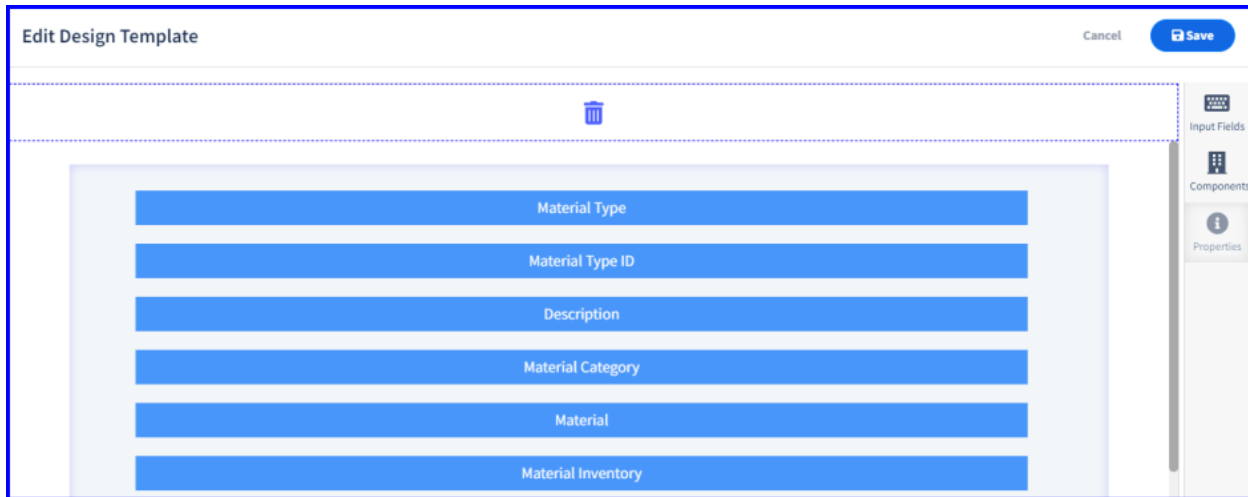 Edit Design Template
Cancel
Save
Input Fields
Components
Properties
Material Type
Material Type ID
Description
Material Category
Material
Material Inventory